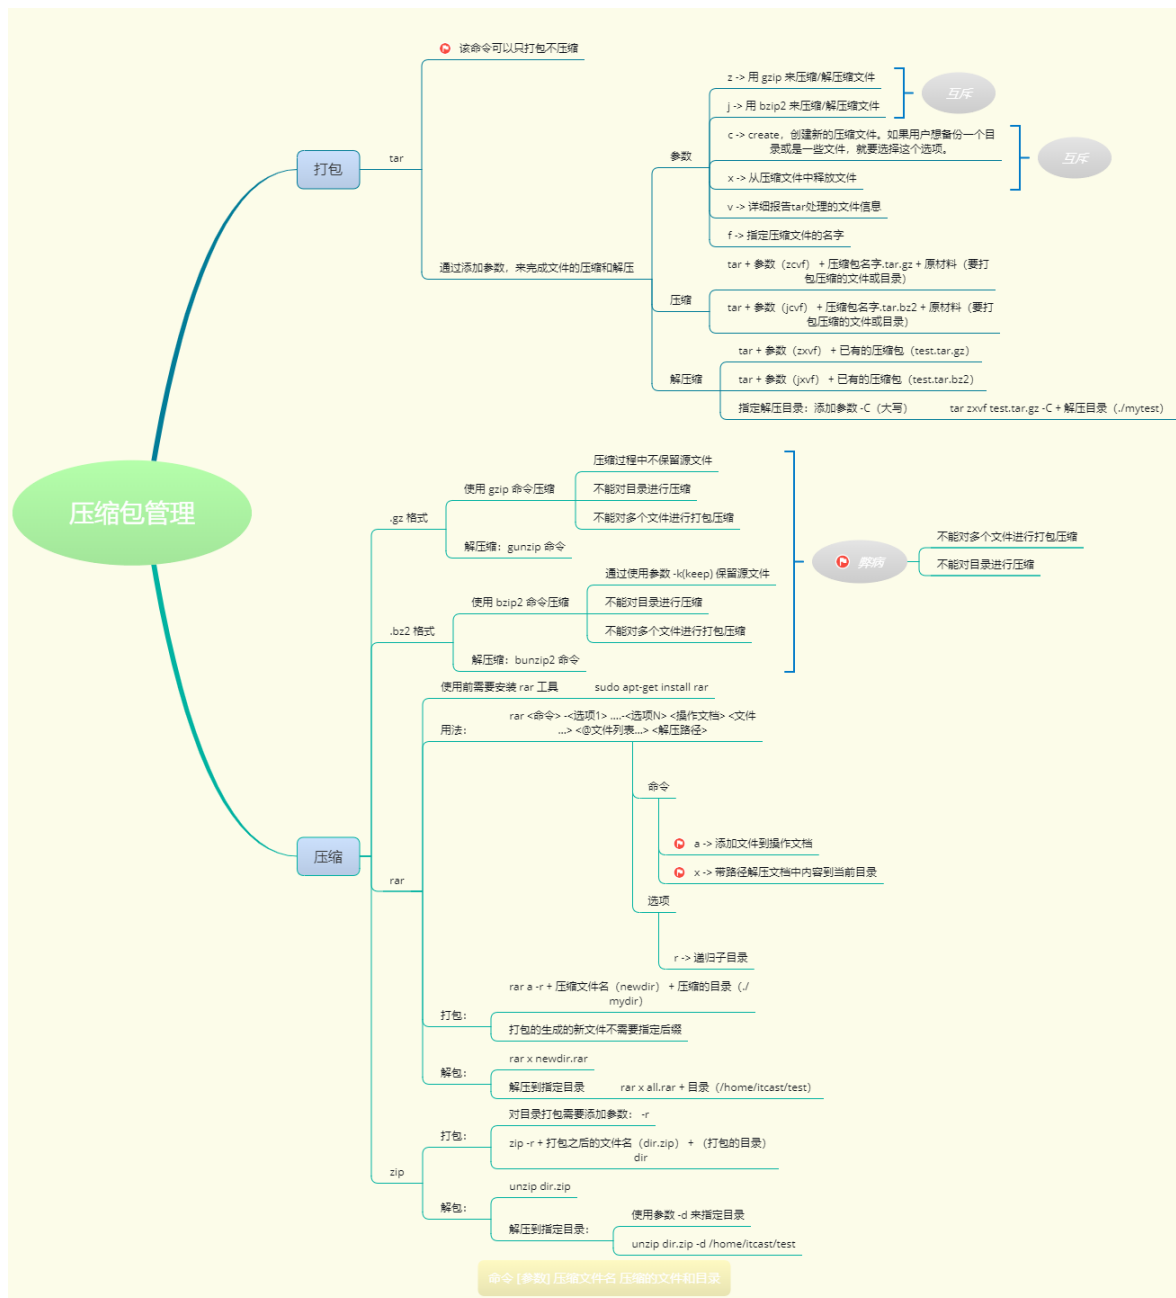 该命令可以只打包不压缩
z -> 用 gzip 来压缩/解压缩文件
互斥
j -> 用 bzip2 来压缩/解压缩文件
c -> create，创建新的压缩文件。如果用户想备份一个目
录或是一些文件，就要选择这个选项。
互斥
参数
打包
tar
x -> 从压缩文件中释放文件
v -> 详细报告tar处理的文件信息
f -> 指定压缩文件的名字
通过添加参数，来完成文件的压缩和解压
tar + 参数（zcvf） + 压缩包名字.tar.gz + 原材料（要打
包压缩的文件或目录）
压缩
tar + 参数（jcvf） + 压缩包名字.tar.bz2 + 原材料（要打
包压缩的文件或目录）
tar + 参数（zxvf） + 已有的压缩包（test.tar.gz）
解压缩
tar + 参数（jxvf） + 已有的压缩包（test.tar.bz2）
指定解压目录：添加参数 -C（大写）
tar zxvf test.tar.gz -C + 解压目录（./mytest）
压缩包管理
压缩过程中不保留源文件
使用 gzip 命令压缩
不能对目录进行压缩
.gz 格式
不能对多个文件进行打包压缩
解压缩：gunzip 命令
弊病
不能对多个文件进行打包压缩
不能对目录进行压缩
通过使用参数 -k(keep) 保留源文件
使用 bzip2 命令压缩
不能对目录进行压缩
.bz2 格式
不能对多个文件进行打包压缩
解压缩：bunzip2 命令
使用前需要安装 rar 工具
sudo apt-get install rar
用法：
rar <命令> -<选项1> ....-<选项N> <操作文档> <文件
...> <@文件列表...> <解压路径>
命令
a -> 添加文件到操作文档
x -> 带路径解压文档中内容到当前目录
压缩
rar
选项
r -> 递归子目录
打包：
rar a -r + 压缩文件名（newdir） + 压缩的目录（./
mydir）
打包的生成的新文件不需要指定后缀
解包：
rar x newdir.rar
解压到指定目录
rar x all.rar + 目录（/home/itcast/test）
zip
打包：
对目录打包需要添加参数： -r
zip -r + 打包之后的文件名（dir.zip） + （打包的目录）
dir
解包：
unzip dir.zip
解压到指定目录：
使用参数 -d 来指定目录
unzip dir.zip -d /home/itcast/test
命令 [参数] 压缩文件名 压缩的文件和目录